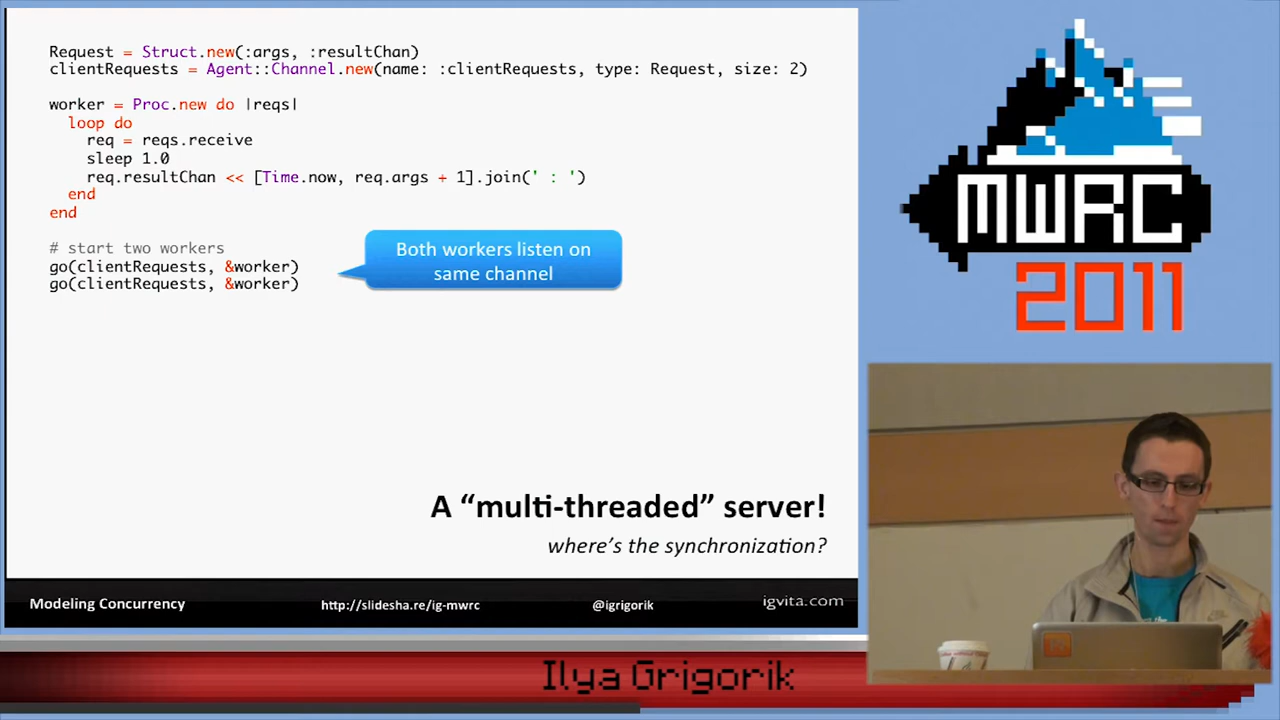 Request = Struct.new(:args, :resultChan)
clientRequests = Agent::Channel.new(name: :clientRequests, type: Request, size: 2)
worker = Proc.new do |reqs|
loop do
req = reqs.receive
sleep 1.0
req.resultChan << [Time.now, req.args + 1].join(' : ')
end
end
# start two workers
go(clientRequests, &worker)
go(clientRequests, &worker)
Both workers listen on
same channel
A “multi-threaded” server!
where’s the synchronization?
Modeling Concurrency
http://slidesha.re/ig-mwrc
@igrigorik
igvita.com
MWRC
2011
Ilya Grigorik